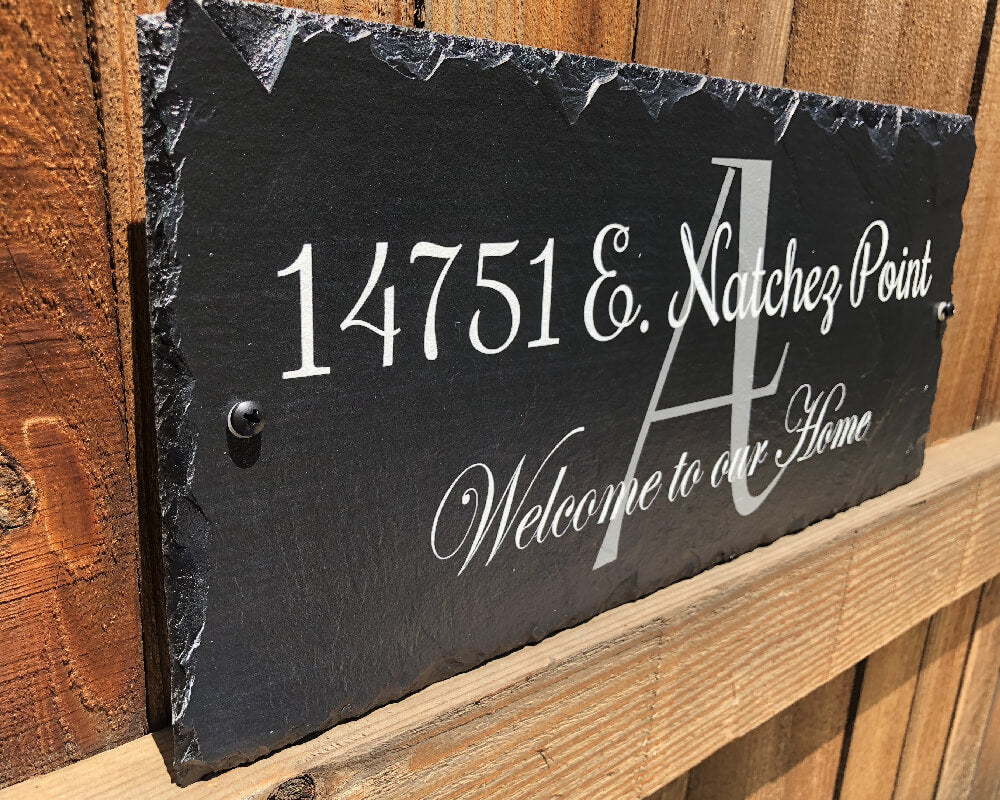 A
14751 E. Natchez Point
Welcome to our Home